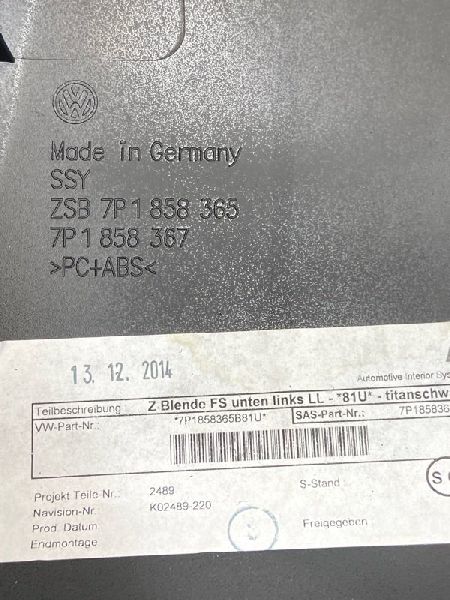 Made in Germany
SSY
ZSB 7P1 858 365
7P1 858 367
>PC+ABS<
13. 12. 2014
Automotive Interior Sys
Teilbeschreibung: Z Blende FS unten links LL - *81U* - titanschw
VW-Part-Nr.: *7P1858365B81U* SAS-Part-Nr.: 7P185836
Projekt Teile Nr.: 2489 S-Stand
Navision-Nr. K02489-220
Prod. Datum Freigegeben
Endmontage